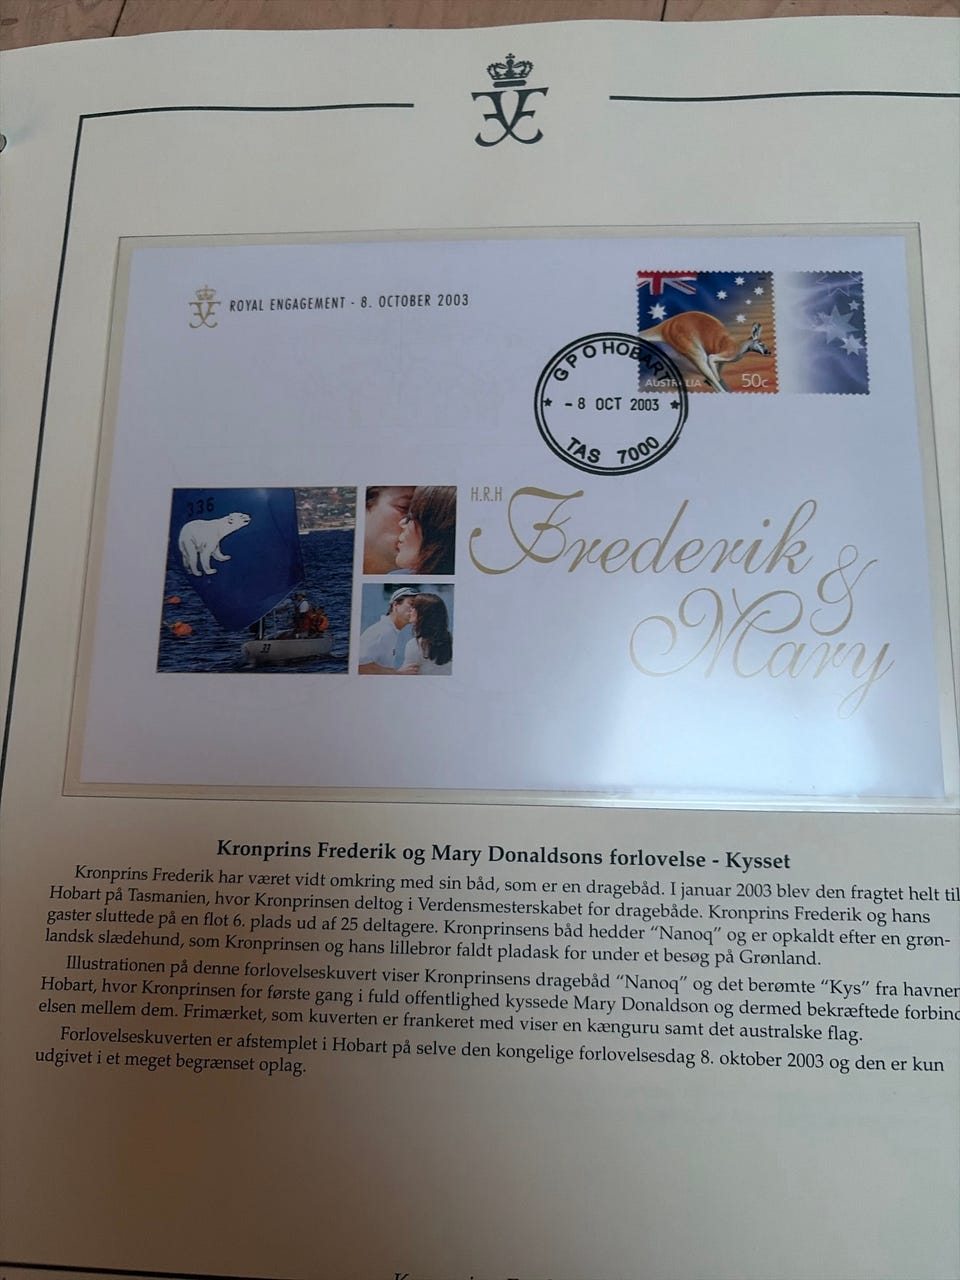 ROYAL ENGAGEMENT - 8. OCTOBER 2003
AUSTRALIA 50c
GPO HOBART
- 8 OCT 2003
TAS 7000
336
33
H.R.H
Frederik
&
Mary
Kronprins Frederik og Mary Donaldsons forlovelse - Kysset
Kronprins Frederik har været vidt omkring med sin båd, som er en dragebåd. I januar 2003 blev den fragtet helt til
Hobart på Tasmanien, hvor Kronprinsen deltog i Verdensmesterskabet for dragebåde. Kronprins Frederik og hans
gaster sluttede på en flot 6. plads ud af 25 deltagere. Kronprinsens båd hedder “Nanoq” og er opkaldt efter en grøn-
landsk slædehund, som Kronprinsen og hans lillebror faldt pladask for under et besøg på Grønland.
Illustrationen på denne forlovelseskuvert viser Kronprinsens dragebåd “Nanoq” og det berømte “Kys” fra havnen
Hobart, hvor Kronprinsen for første gang i fuld offentlighed kyssede Mary Donaldson og dermed bekræftede forbind
elsen mellem dem. Frimærket, som kuverten er frankeret med viser en kænguru samt det australske flag.
Forlovelseskuverten er afstemplet i Hobart på selve den kongelige forlovelsesdag 8. oktober 2003 og den er kun
udgivet i et meget begrænset oplag.